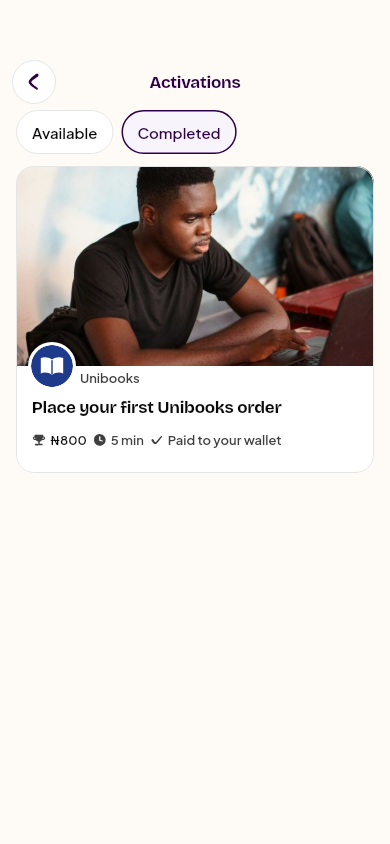 Activations
Available
Completed
Unibooks
Place your first Unibooks order
₦800 5 min Paid to your wallet